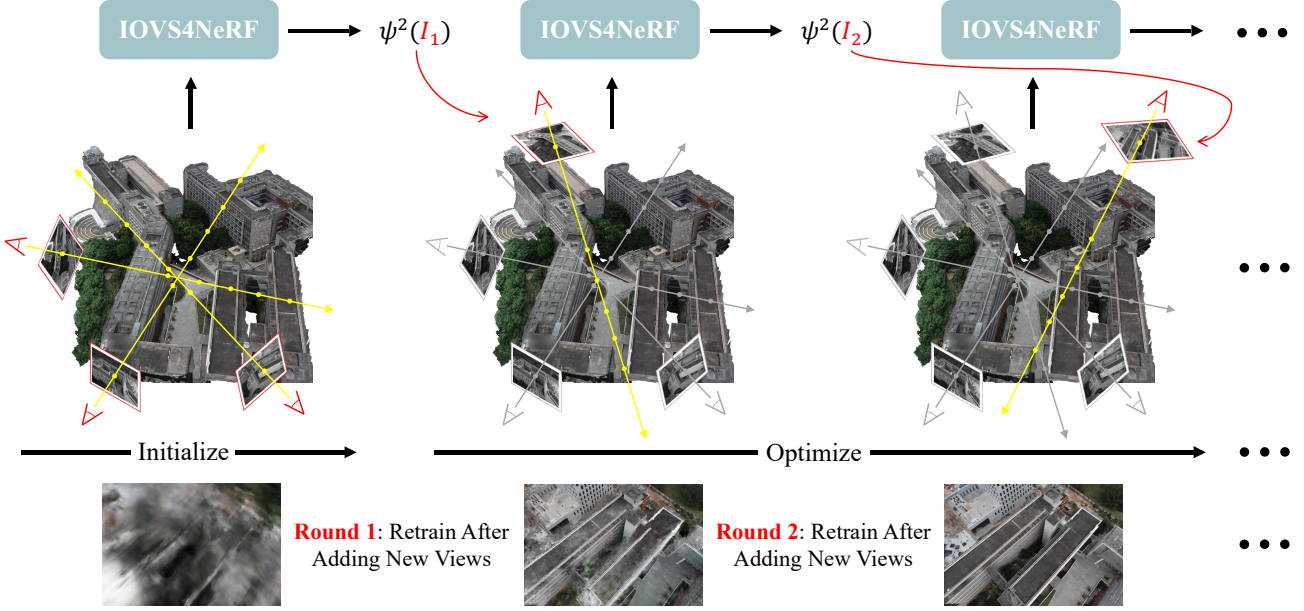 IOVS4NeRF
ψ²(I₁)
IOVS4NeRF
ψ²(I₂)
IOVS4NeRF
Initialize
Optimize
Round 1: Retrain After
Adding New Views
Round 2: Retrain After
Adding New Views